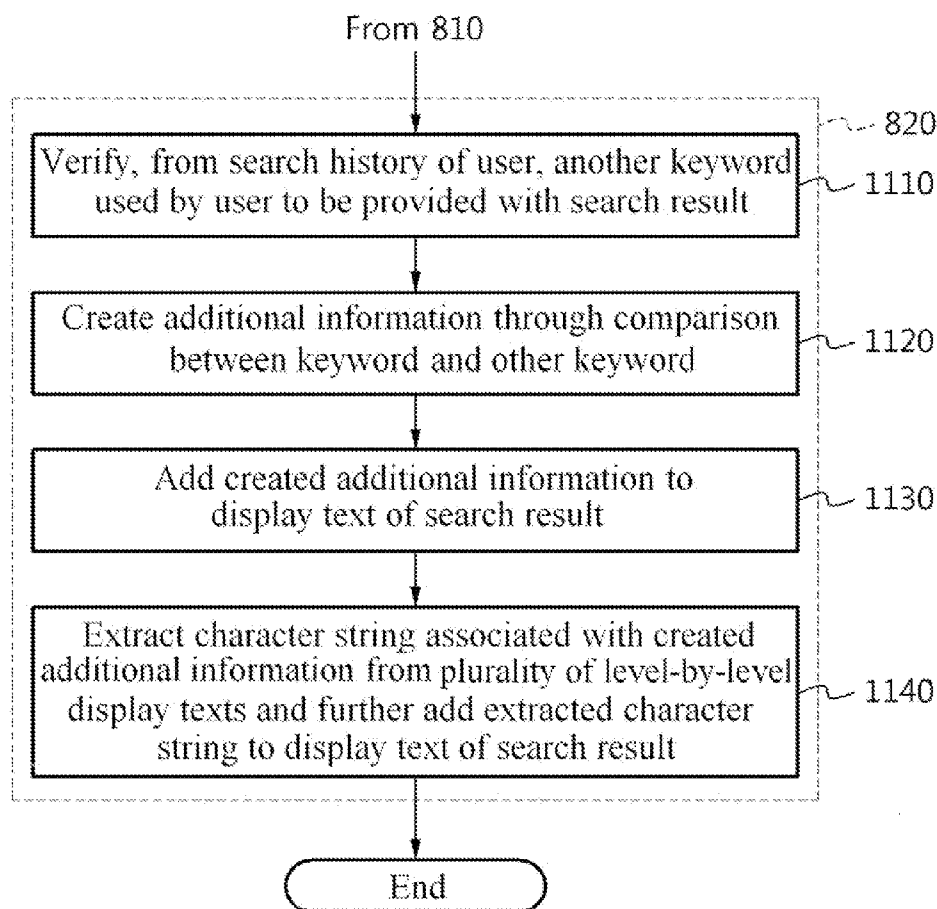 From 810
820
Verify, from search history of user, another keyword
used by user to be provided with search result
1110
Create additional information through comparison
between keyword and other keyword
1120
Add created additional information to
display text of search result
1130
Extract character string associated with created
additional information from plurality of level-by-level
display texts and further add extracted character
string to display text of search result
1140
End